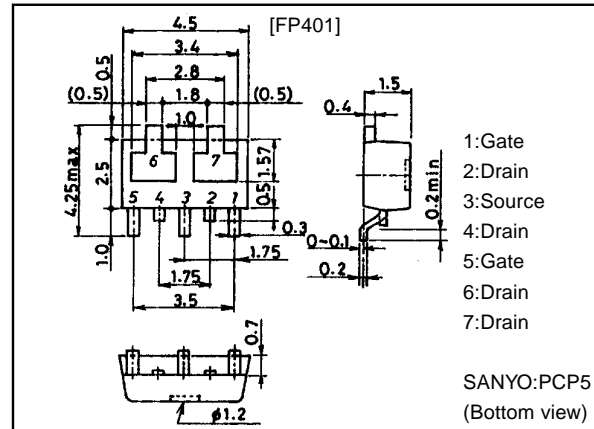 [FP401]
4.5
3.4
2.8
(0.5) 1.8 (0.5)
1.0
0.5
4.25max
2.5
1.0
6 7
1.57
0.5
5 4 3 2 1
0.3
1.75
1.75
3.5
0.7
φ1.2
1.5
0.4
0.2min
0~0.1
0.2
1:Gate
2:Drain
3:Source
4:Drain
5:Gate
6:Drain
7:Drain
SANYO:PCP5
(Bottom view)